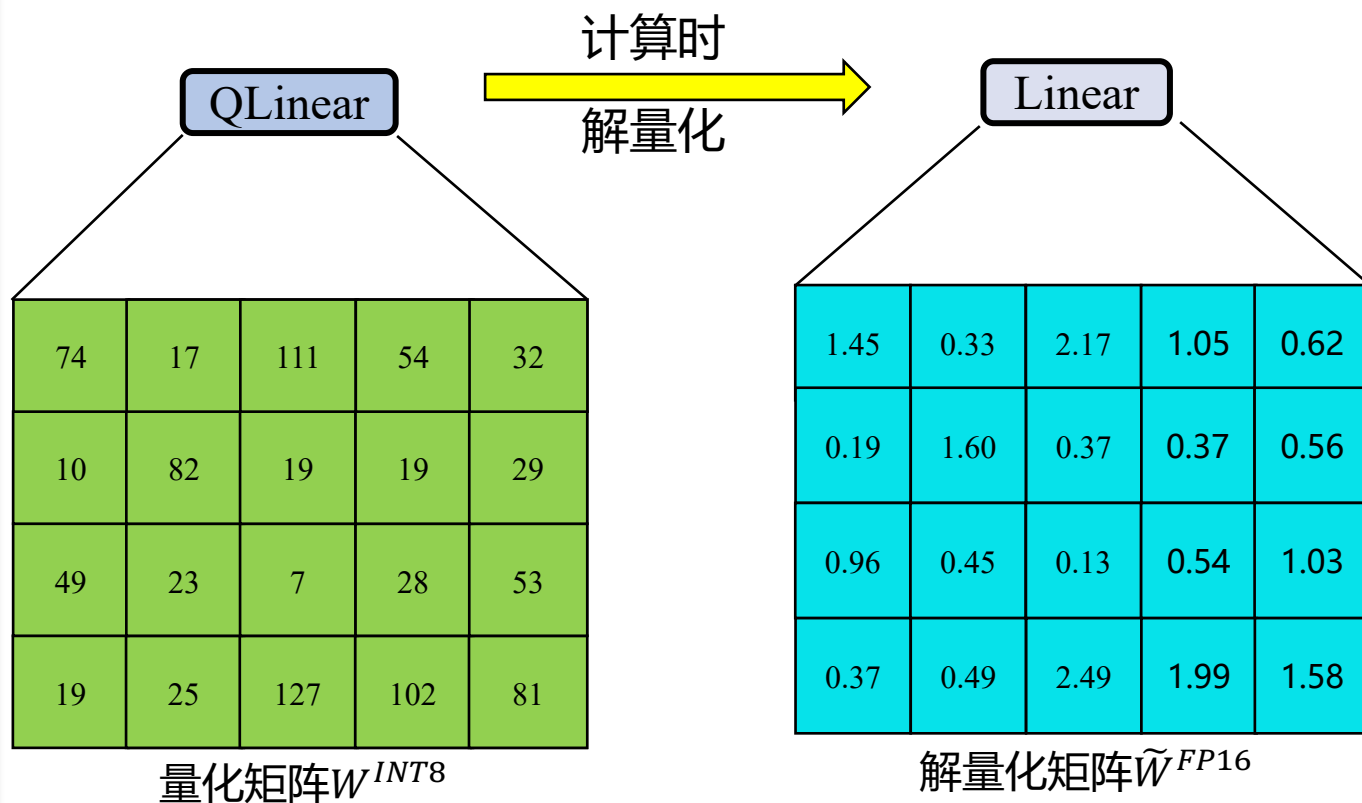 计算时
QLinear
Linear
解量化
74 17 111 54 32
10 82 19 19 29
49 23 7 28 53
19 25 127 102 81
1.45 0.33 2.17 1.05 0.62
0.19 1.60 0.37 0.37 0.56
0.96 0.45 0.13 0.54 1.03
0.37 0.49 2.49 1.99 1.58
量化矩阵W^{INT8}
解量化矩阵W̃^{FP16}